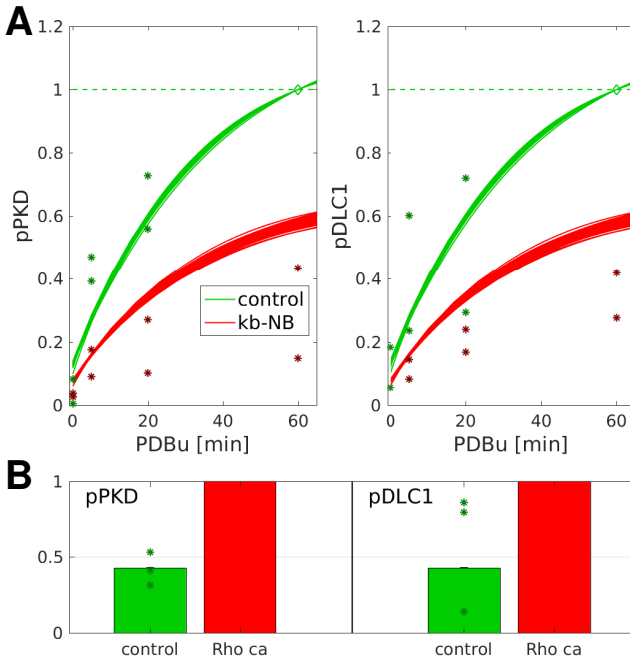 A
1.2
1
0.8
0.6
0.4
0.2
0
pPKD
0 20 40 60
PDBu [min]
control
kb-NB
1.2
1
0.8
0.6
0.4
0.2
0
pDLC1
0 20 40 60
PDBu [min]
B
1
0.5
0
pPKD
pDLC1
control Rho ca control Rho ca